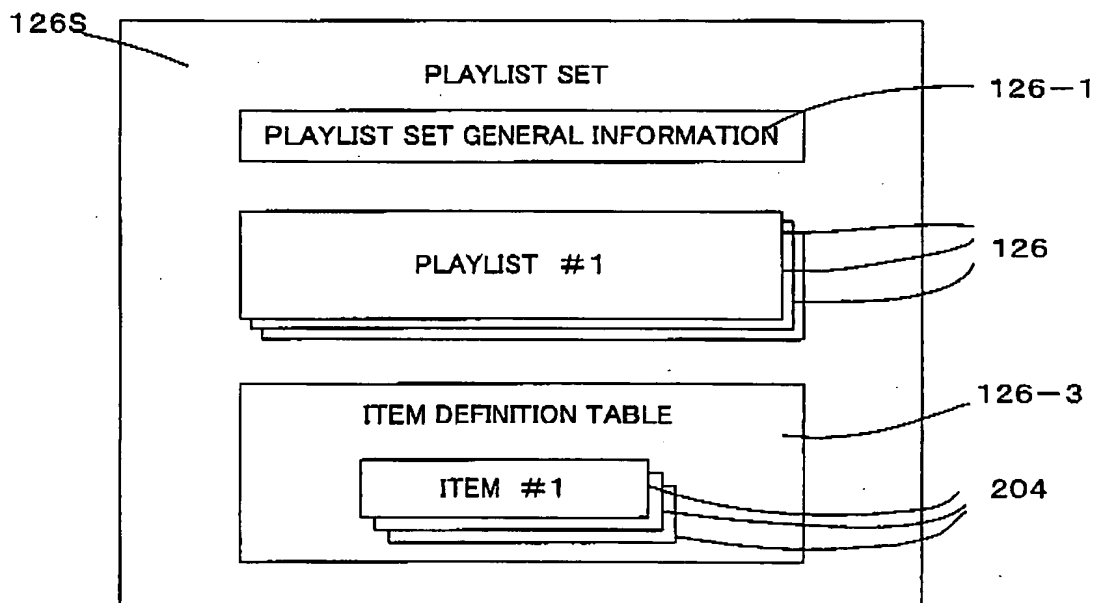 126S
PLAYLIST SET
126-1
PLAYLIST SET GENERAL INFORMATION
PLAYLIST #1
126
126-3
ITEM DEFINITION TABLE
ITEM #1
204